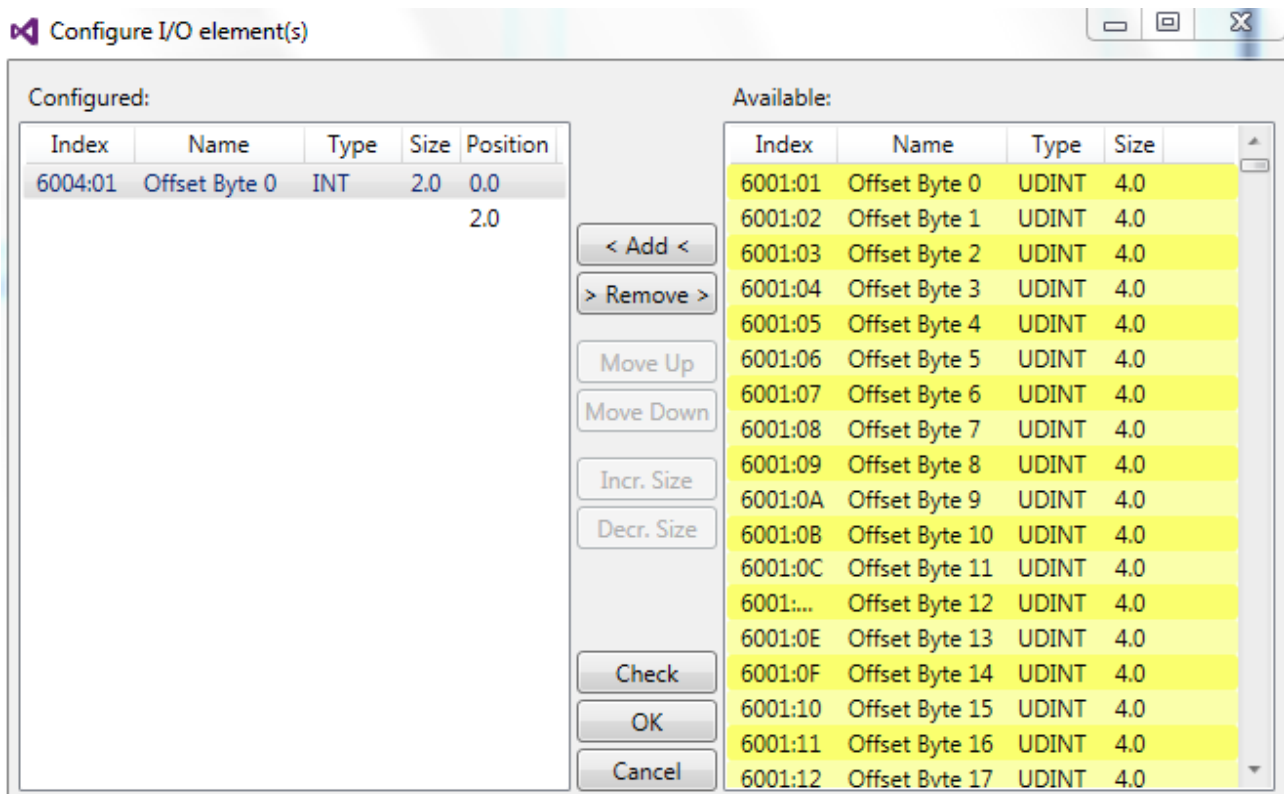 Configure I/O element(s)
Configured:
Index Name Type Size Position
6004:01 Offset Byte 0 INT 2.0 0.0
2.0
< Add <
> Remove >
Move Up
Move Down
Incr. Size
Decr. Size
Check
OK
Cancel
Available:
Index Name Type Size
6001:01 Offset Byte 0 UDINT 4.0
6001:02 Offset Byte 1 UDINT 4.0
6001:03 Offset Byte 2 UDINT 4.0
6001:04 Offset Byte 3 UDINT 4.0
6001:05 Offset Byte 4 UDINT 4.0
6001:06 Offset Byte 5 UDINT 4.0
6001:07 Offset Byte 6 UDINT 4.0
6001:08 Offset Byte 7 UDINT 4.0
6001:09 Offset Byte 8 UDINT 4.0
6001:0A Offset Byte 9 UDINT 4.0
6001:0B Offset Byte 10 UDINT 4.0
6001:0C Offset Byte 11 UDINT 4.0
6001:... Offset Byte 12 UDINT 4.0
6001:0E Offset Byte 13 UDINT 4.0
6001:0F Offset Byte 14 UDINT 4.0
6001:10 Offset Byte 15 UDINT 4.0
6001:11 Offset Byte 16 UDINT 4.0
6001:12 Offset Byte 17 UDINT 4.0